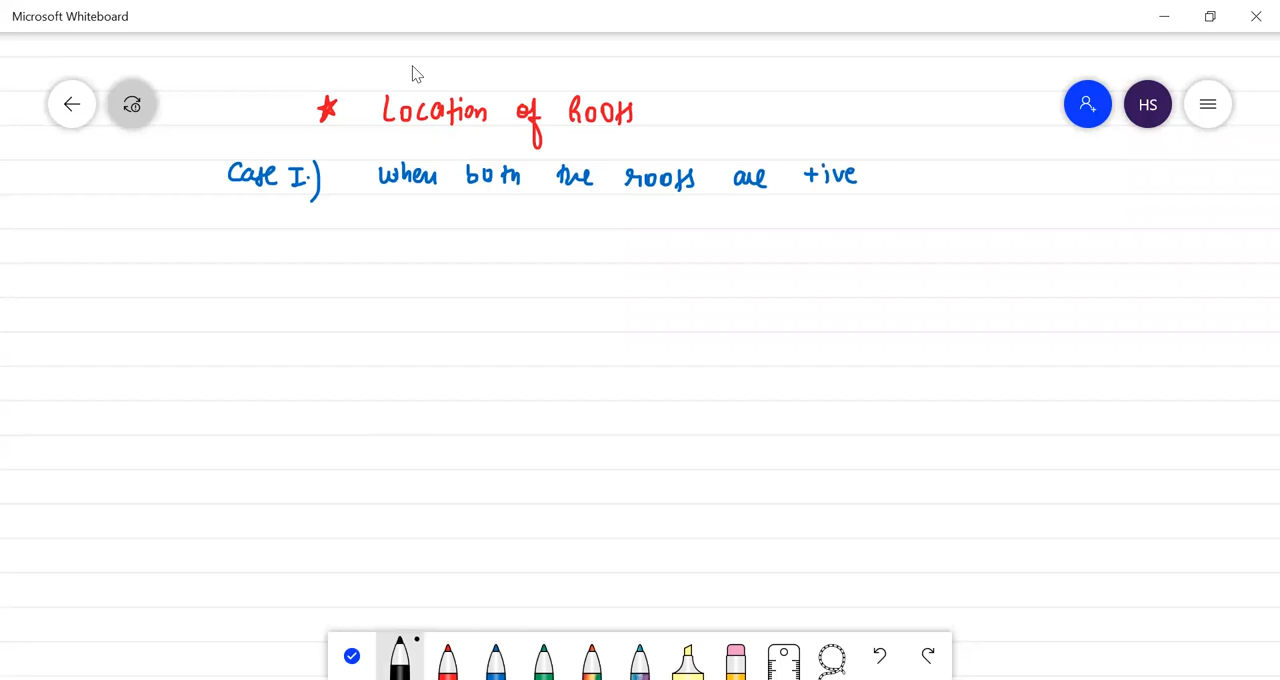 Microsoft Whiteboard
HS
★ Location of Roots
Case I.) when both the roots are +ive